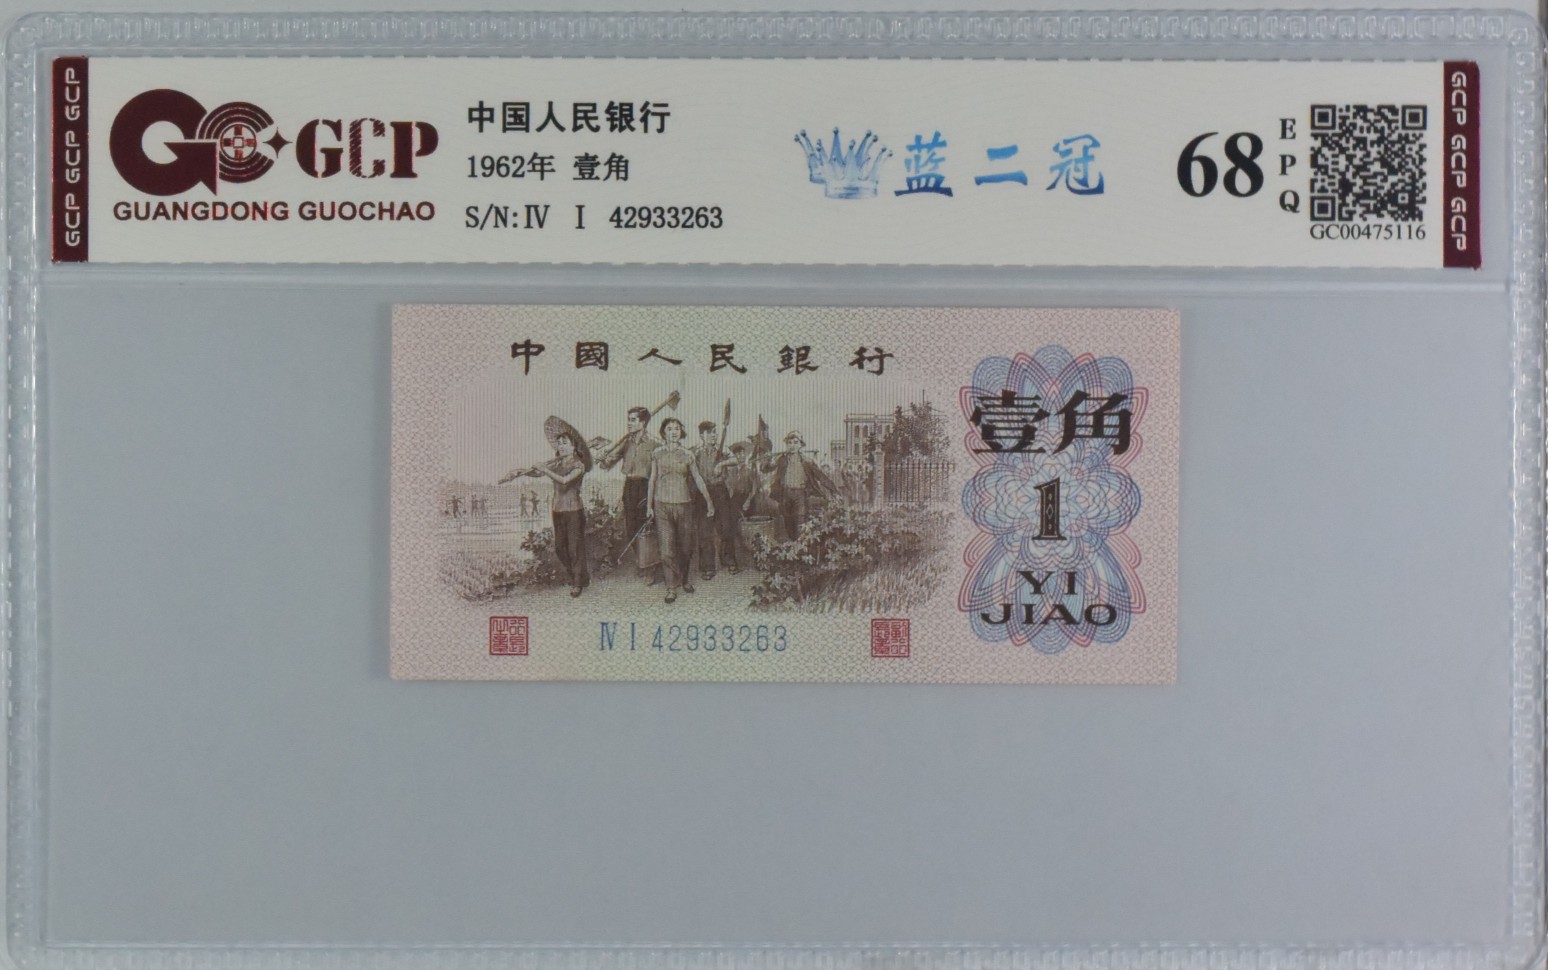 GCP GCP GCP
GCP
GUANGDONG GUOCHAO
中国人民银行
1962年 壹角
S/N:Ⅳ Ⅰ 42933263
蓝二冠
68
EPQ
GC00475116
GCP GCP GCP
中國人民銀行
壹角
1
YI
JIAO
Ⅳ Ⅰ 42933263